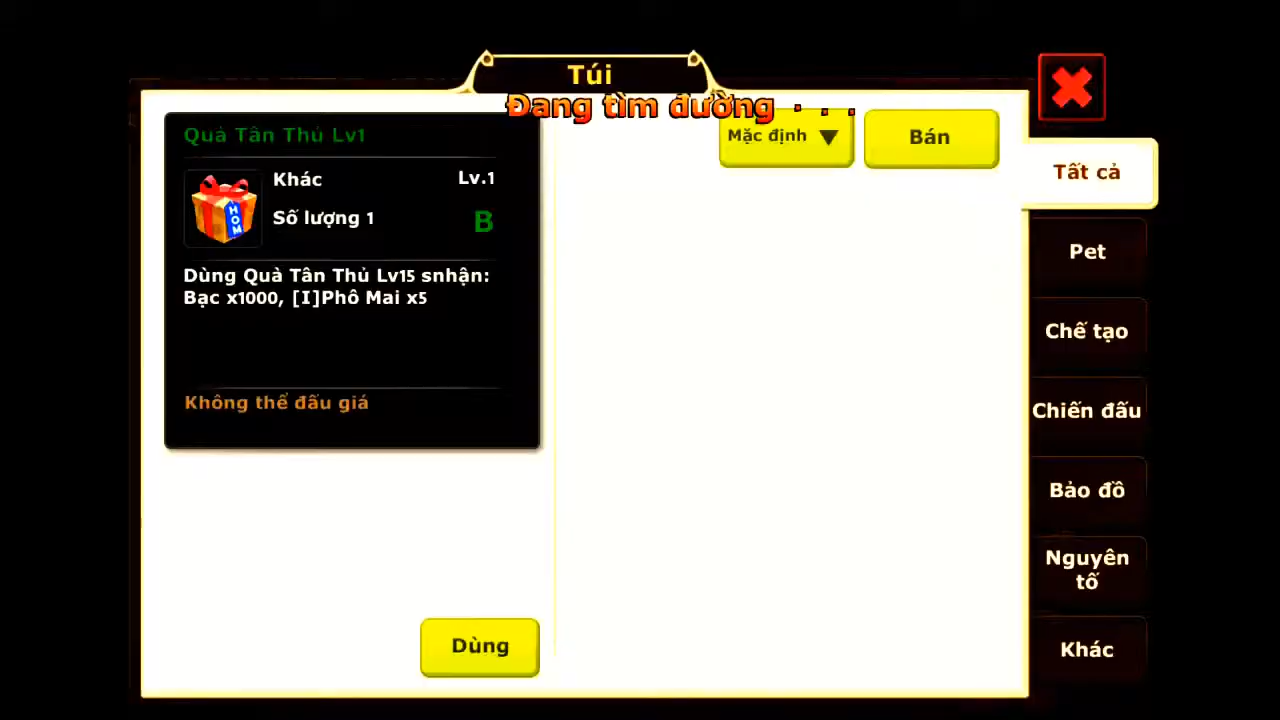 Túi
Đang tìm đường . . .
Mặc định ▼
Bán
Quà Tân Thủ Lv1
Khác
Lv.1
HOM
Số lượng 1
B
Dùng Quà Tân Thủ Lv15 snhận:
Bạc x1000, [I]Phô Mai x5
Không thể đấu giá
Dùng
Tất cả
Pet
Chế tạo
Chiến đấu
Bảo đồ
Nguyên
tố
Khác